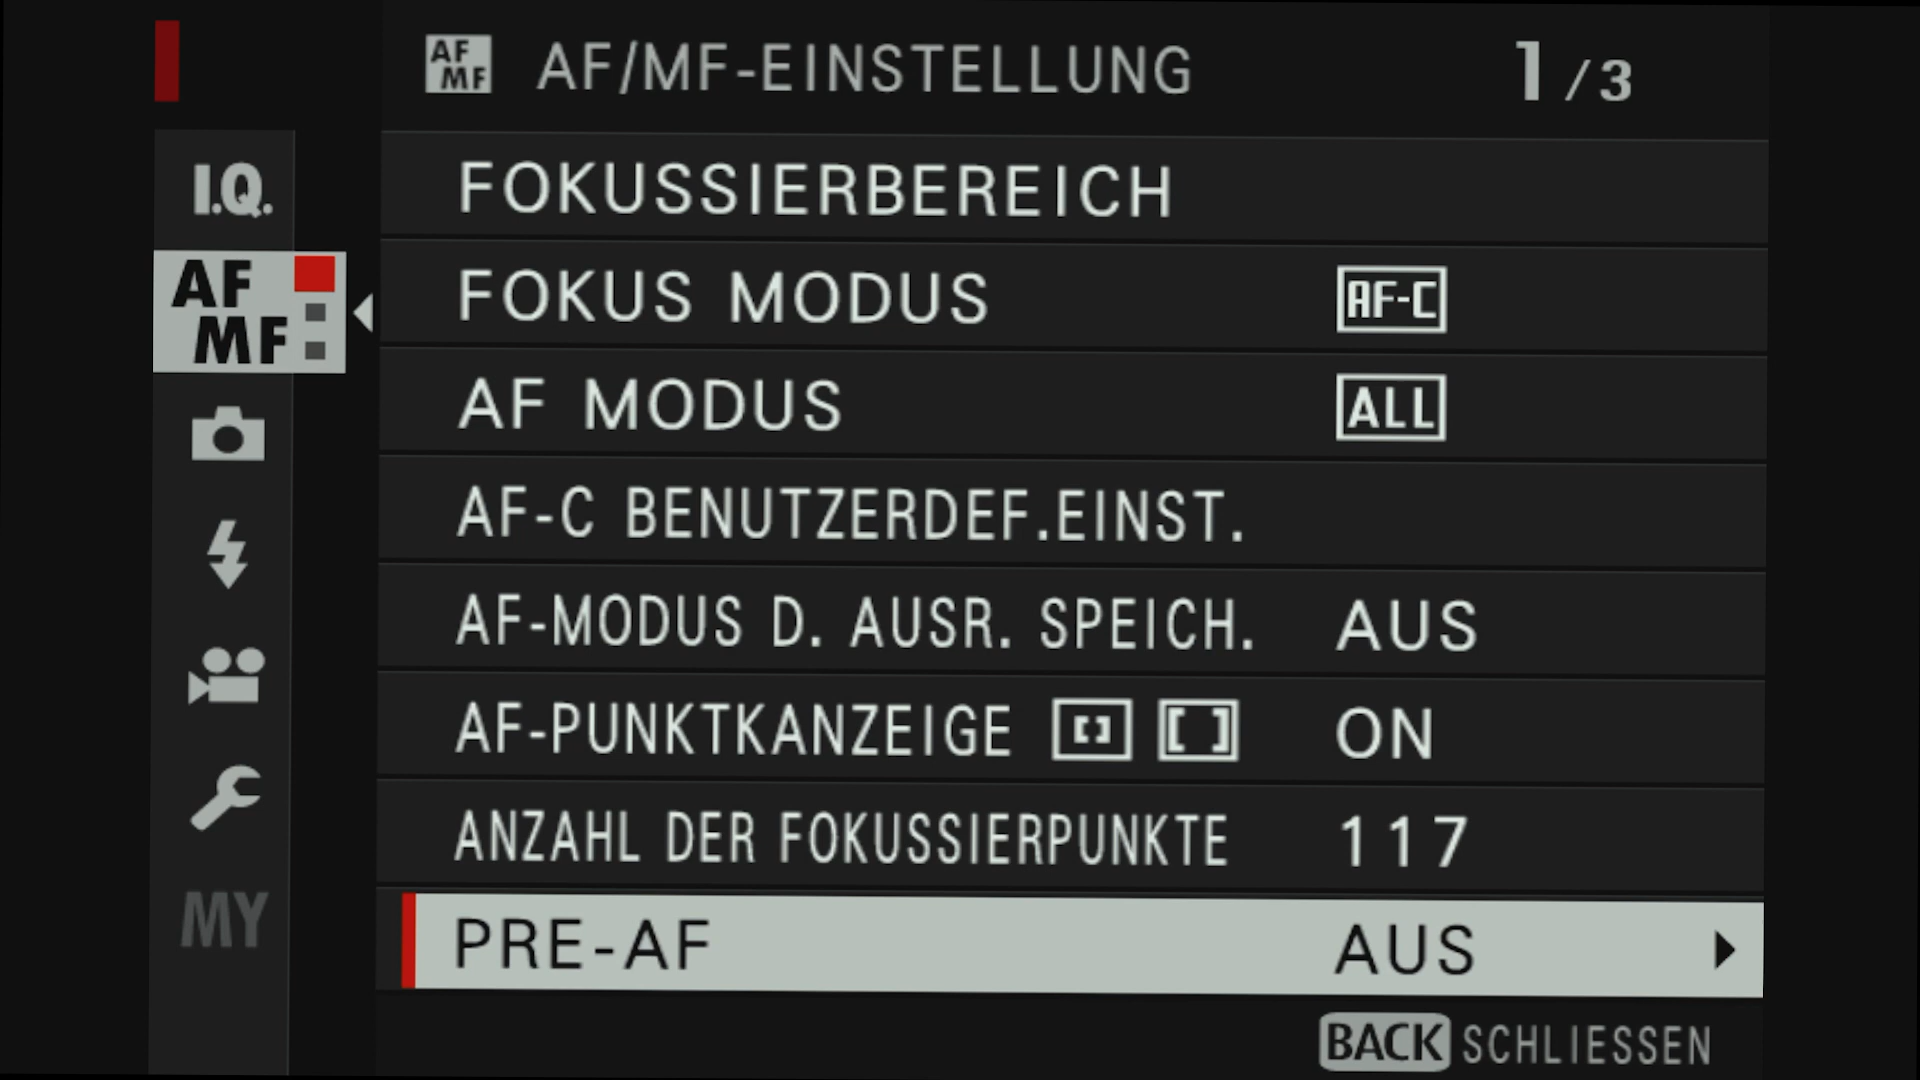 AF MF AF/MF-EINSTELLUNG 1/3
I.Q.
FOKUSSIERBEREICH
AF MF
FOKUS MODUS AF-C
AF MODUS ALL
AF-C BENUTZERDEF.EINST.
AF-MODUS D. AUSR. SPEICH. AUS
AF-PUNKTKANZEIGE ON
ANZAHL DER FOKUSSIERPUNKTE 117
MY
PRE-AF AUS
BACK SCHLIESSEN